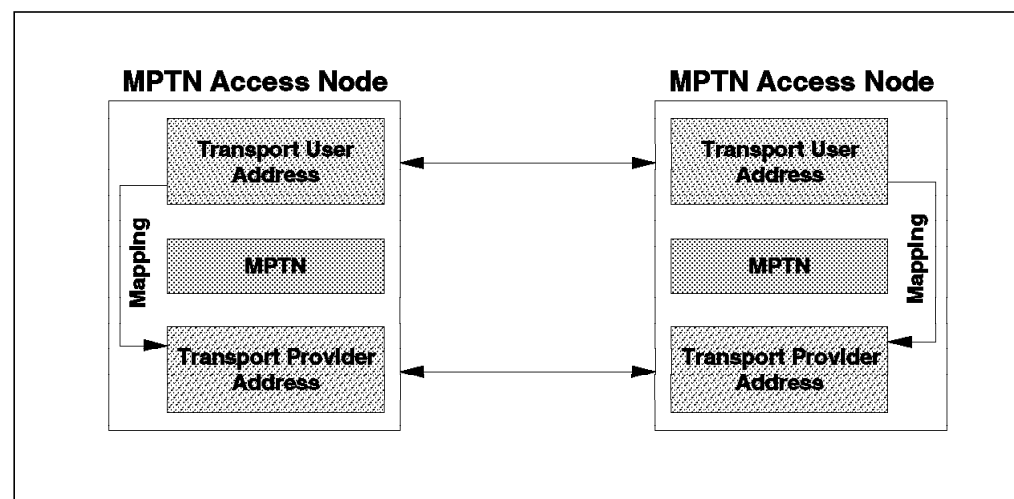 MPTN Access Node
Transport User
Address
Mapping
MPTN
Transport Provider
Address
MPTN Access Node
Transport User
Address
Mapping
MPTN
Transport Provider
Address